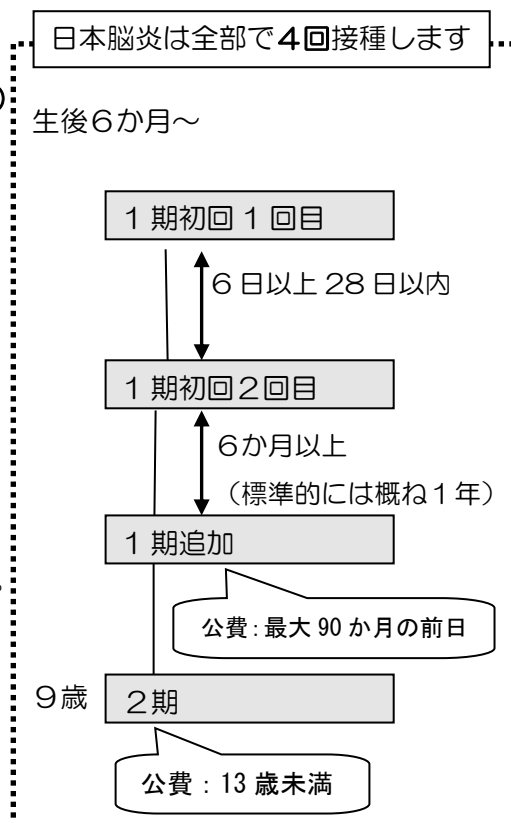 日本脳炎は全部で４回接種します
生後６か月～
１期初回１回目
６日以上28日以内
１期初回２回目
６か月以上
（標準的には概ね１年）
１期追加
公費：最大90か月の前日
９歳
２期
公費：13歳未満